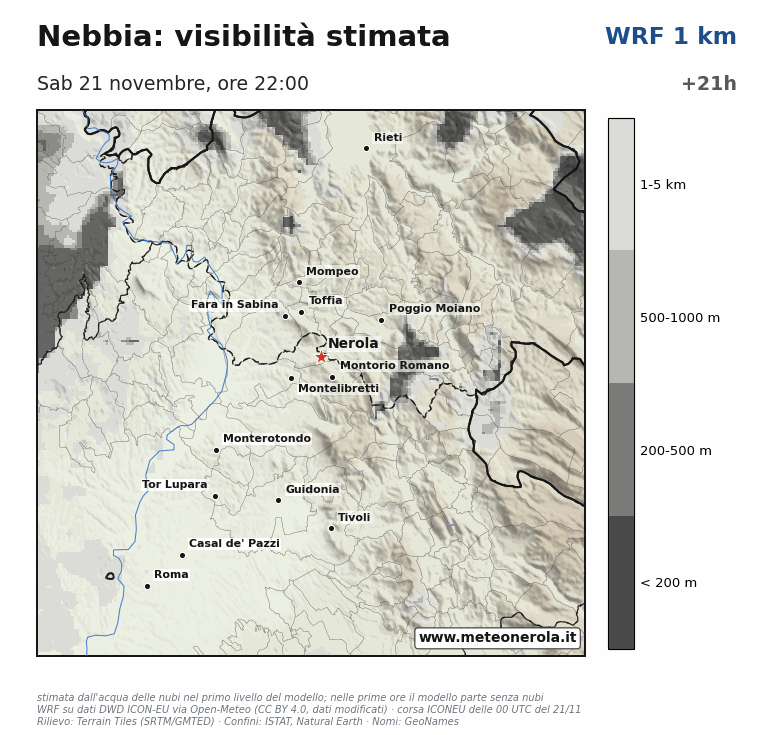 Nebbia: visibilità stimata
WRF 1 km
Sab 21 novembre, ore 22:00
+21h
Rieti
1-5 km
Mompeo
Toffia
Fara in Sabina
Poggio Moiano
500-1000 m
Nerola
Montorio Romano
Montelibretti
Monterotondo
200-500 m
Tor Lupara
Guidonia
Tivoli
Casal de' Pazzi
Roma
< 200 m
www.meteonerola.it
stimata dall'acqua delle nubi nel primo livello del modello; nelle prime ore il modello parte senza nubi
WRF su dati DWD ICON-EU via Open-Meteo (CC BY 4.0, dati modificati) · corsa ICONEU delle 00 UTC del 21/11
Rilievo: Terrain Tiles (SRTM/GMTED) · Confini: ISTAT, Natural Earth · Nomi: GeoNames